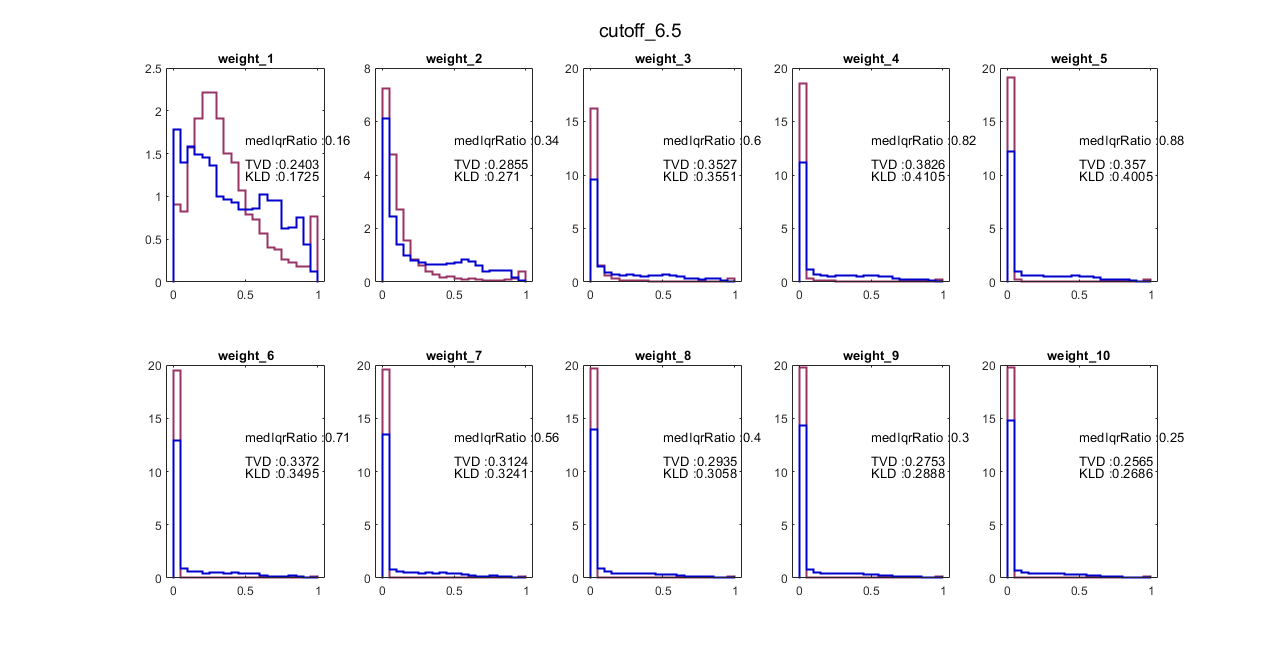 cutoff_6.5
weight_1
2.5
2
1.5
1
0.5
0
0
0.5
1
medIqrRatio :0.16
TVD :0.2403
KLD :0.1725
weight_2
8
6
4
2
0
0
0.5
1
medIqrRatio :0.34
TVD :0.2855
KLD :0.271
weight_3
20
15
10
5
0
0
0.5
1
medIqrRatio :0.6
TVD :0.3527
KLD :0.3551
weight_4
20
15
10
5
0
0
0.5
1
medIqrRatio :0.82
TVD :0.3826
KLD :0.4105
weight_5
20
15
10
5
0
0
0.5
1
medIqrRatio :0.88
TVD :0.357
KLD :0.4005
weight_6
20
15
10
5
0
0
0.5
1
medIqrRatio :0.71
TVD :0.3372
KLD :0.3495
weight_7
20
15
10
5
0
0
0.5
1
medIqrRatio :0.56
TVD :0.3124
KLD :0.3241
weight_8
20
15
10
5
0
0
0.5
1
medIqrRatio :0.4
TVD :0.2935
KLD :0.3058
weight_9
20
15
10
5
0
0
0.5
1
medIqrRatio :0.3
TVD :0.2753
KLD :0.2888
weight_10
20
15
10
5
0
0
0.5
1
medIqrRatio :0.25
TVD :0.2565
KLD :0.2686